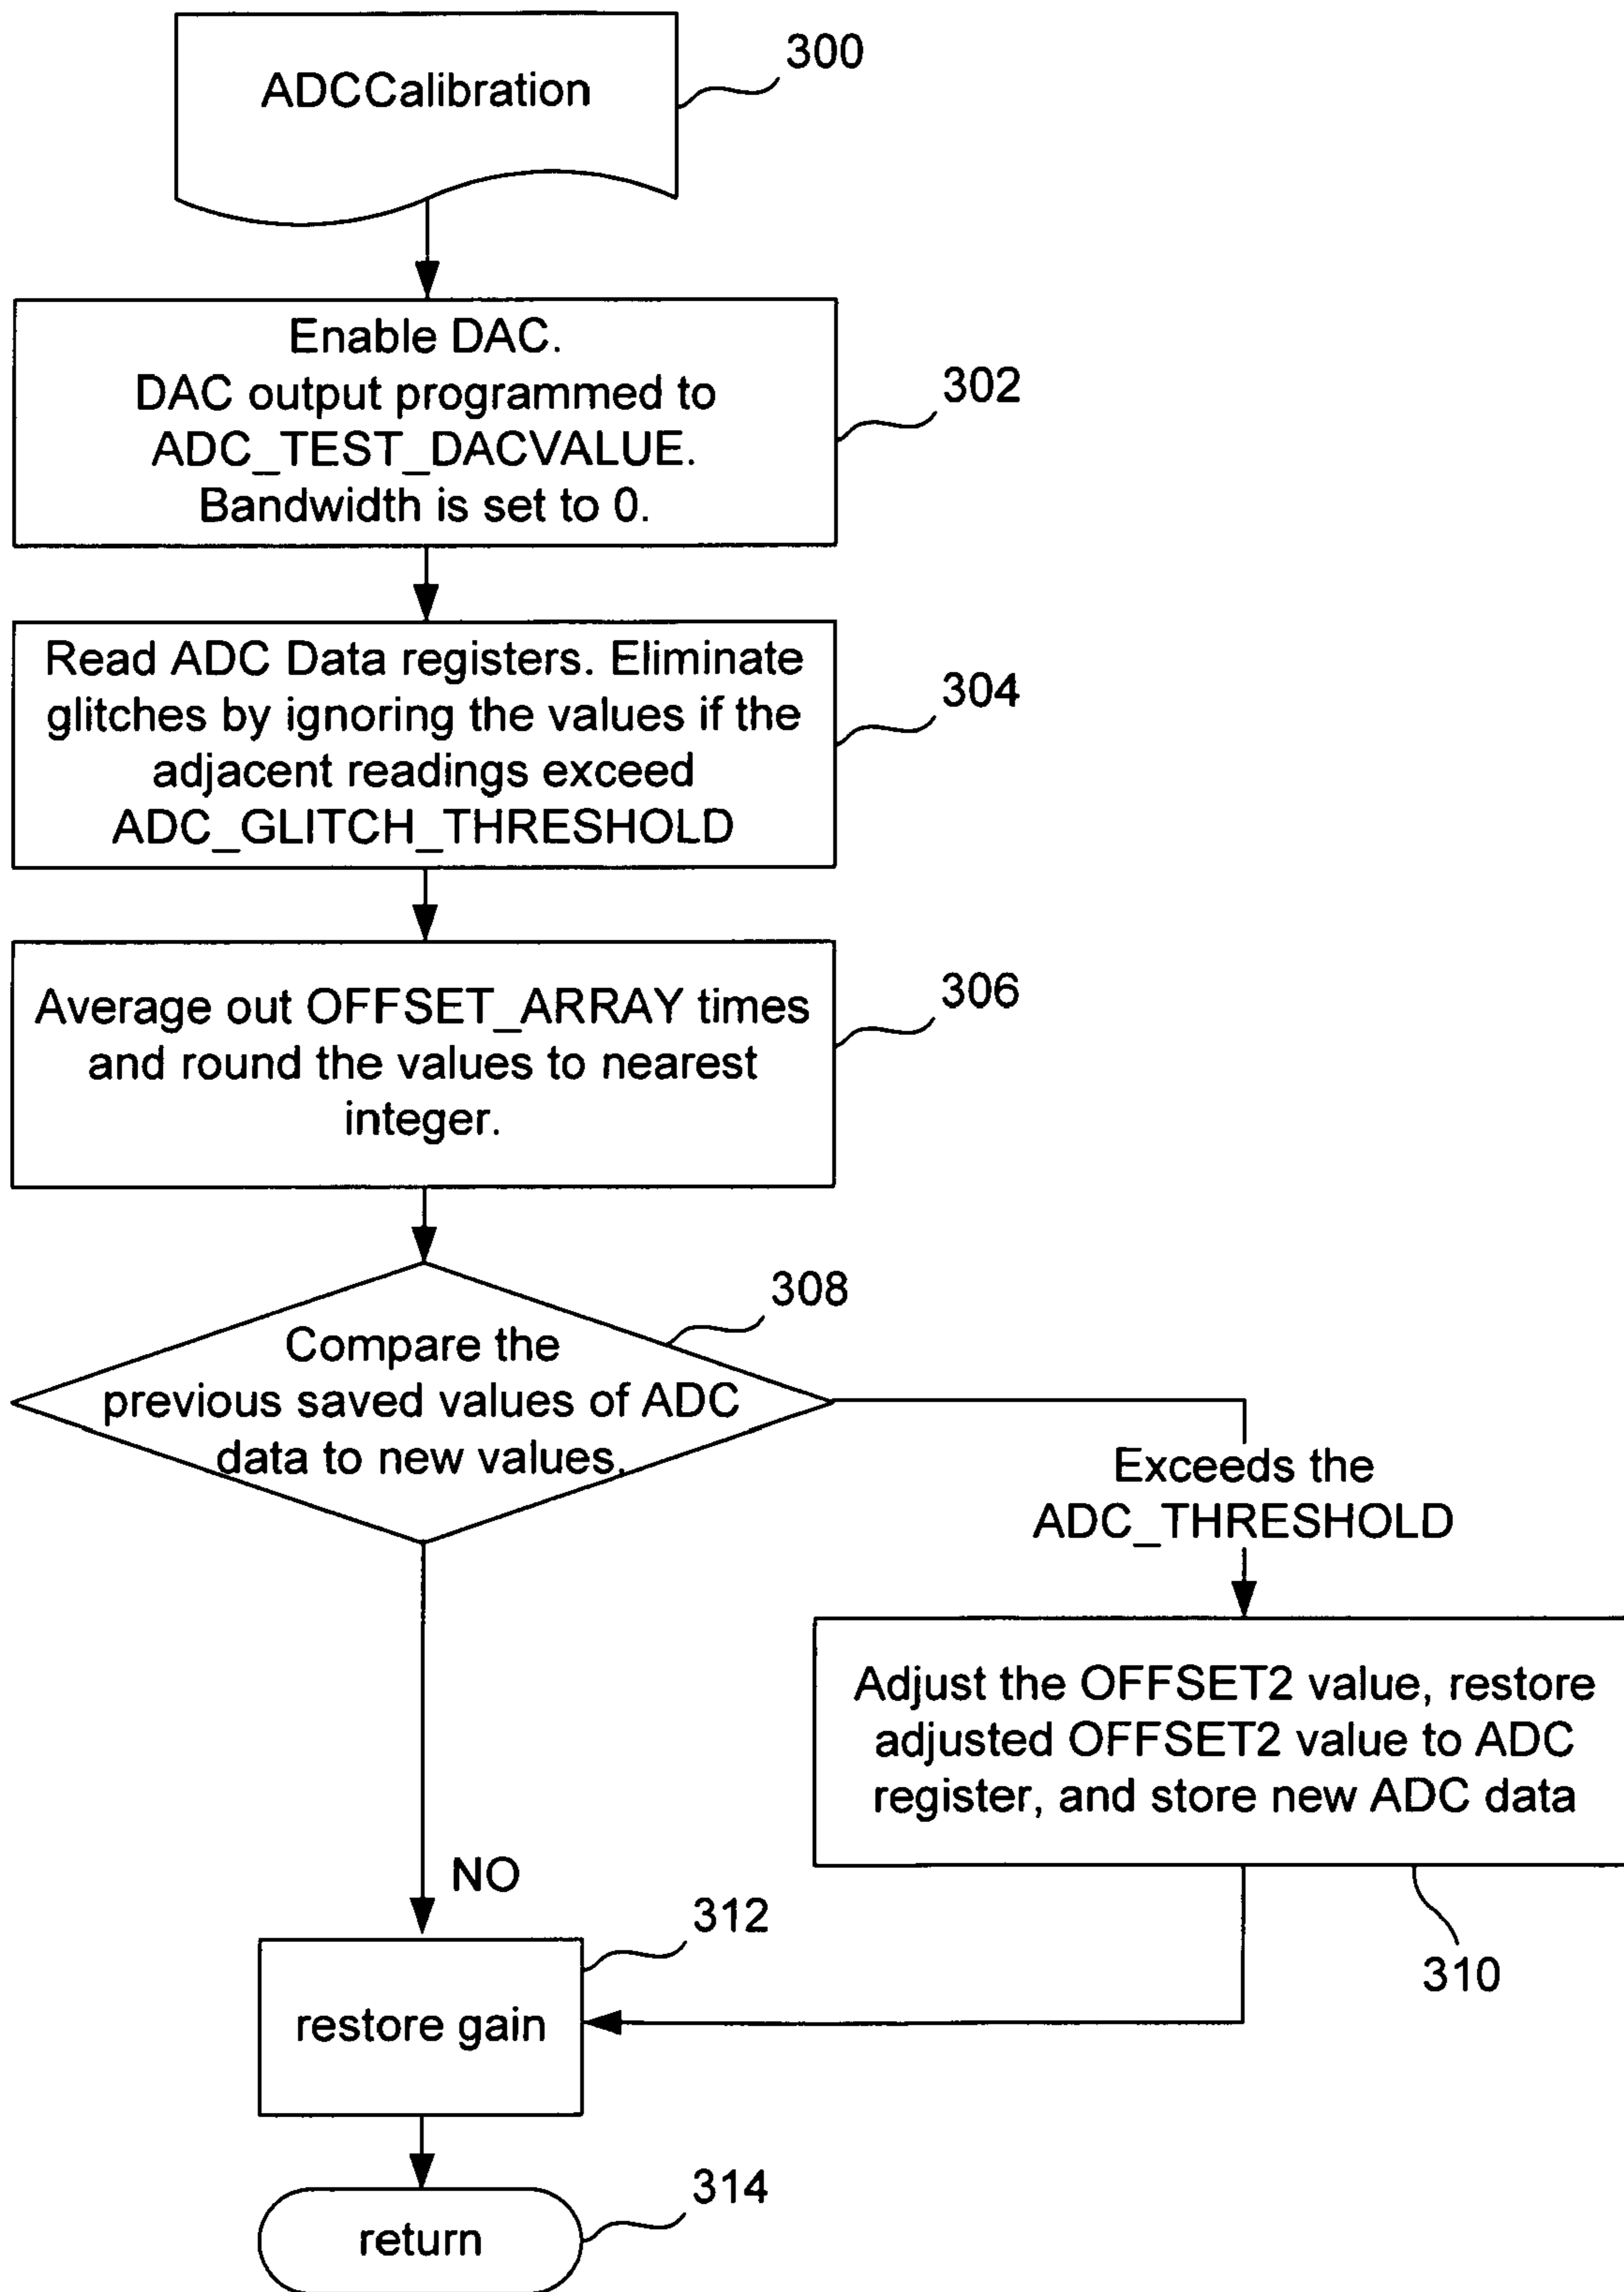 ADCCalibration
300
Enable DAC.
DAC output programmed to
ADC_TEST_DACVALUE.
Bandwidth is set to 0.
302
Read ADC Data registers. Eliminate
glitches by ignoring the values if the
adjacent readings exceed
ADC_GLITCH_THRESHOLD
304
Average out OFFSET_ARRAY times
and round the values to nearest
integer.
306
Compare the
previous saved values of ADC
data to new values.
308
Exceeds the
ADC_THRESHOLD
Adjust the OFFSET2 value, restore
adjusted OFFSET2 value to ADC
register, and store new ADC data
310
NO
restore gain
312
return
314